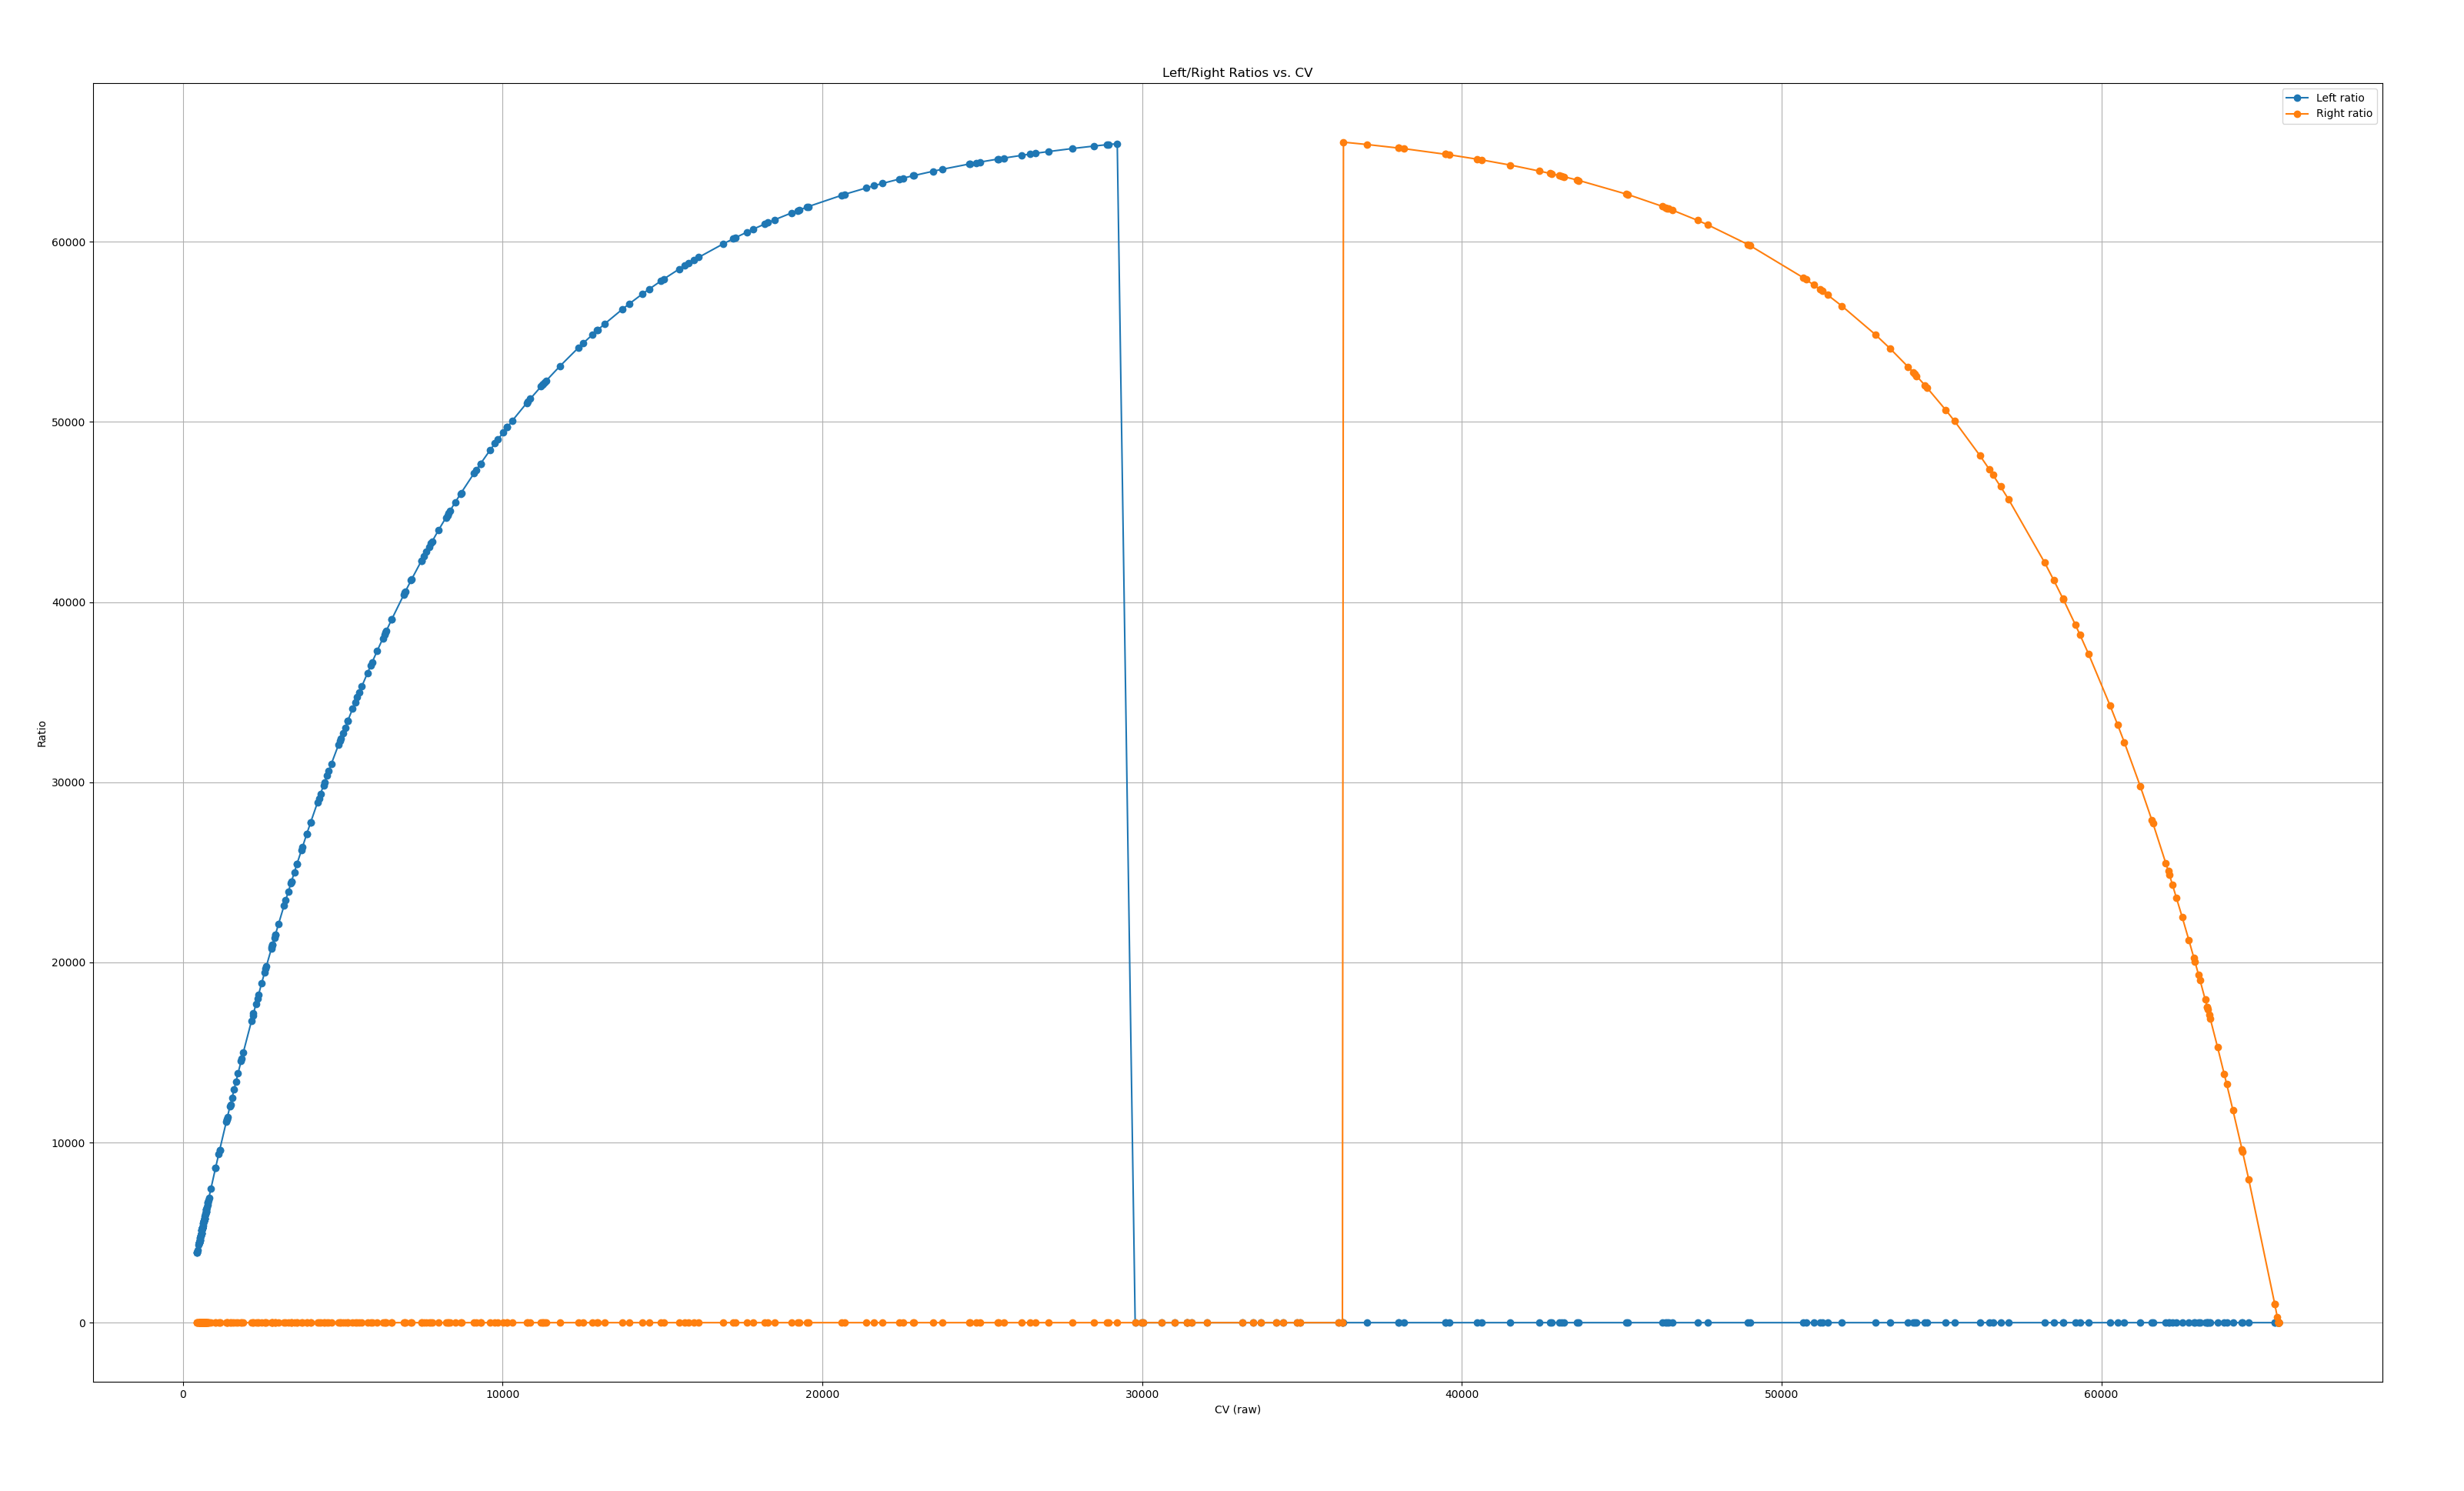 Left/Right Ratios vs. CV
Left ratio
Right ratio
60000
50000
40000
30000
20000
10000
0
Ratio
0 10000 20000 30000 40000 50000 60000
CV (raw)